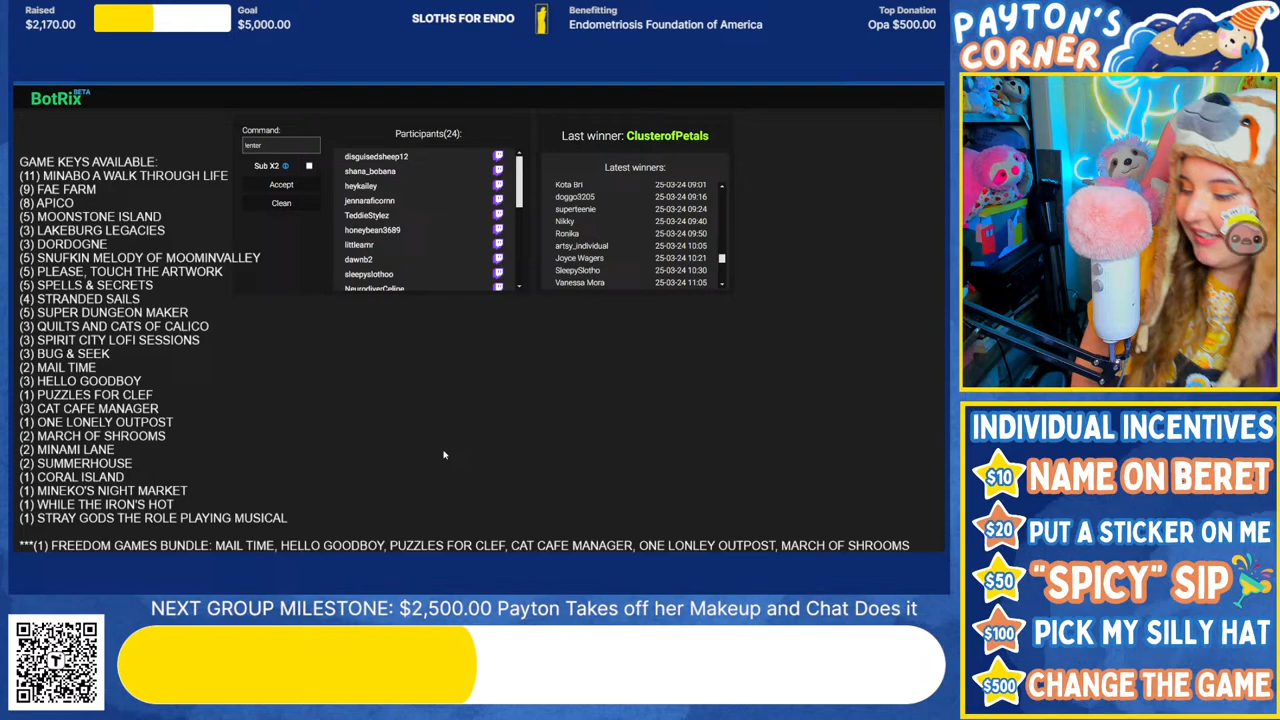 Raised
$2,170.00
Goal
$5,000.00
SLOTHS FOR ENDO
Benefitting
Endometriosis Foundation of America
Top Donation
Opa $500.00
PAYTON'S
CORNER
BotRix BETA
Command:
!enter
Sub X2
Accept
Clean
Participants(24):
disguisedsheep12
shana_bobana
heykailey
jennaraficornn
TeddieStylez
honeybean3689
littleamr
dawnb2
sleepyslothoo
NeurodiverCeline
Last winner: ClusterofPetals
Latest winners:
Kota Bri 25-03-24 09:01
doggo3205 25-03-24 09:16
superteenie 25-03-24 09:24
Nikky 25-03-24 09:40
Ronika 25-03-24 09:50
artsy_individual 25-03-24 10:05
Joyce Wagers 25-03-24 10:21
SleepySlotho 25-03-24 10:30
Vanessa Mora 25-03-24 11:05
GAME KEYS AVAILABLE:
(11) MINABO A WALK THROUGH LIFE
(9) FAE FARM
(8) APICO
(5) MOONSTONE ISLAND
(3) LAKEBURG LEGACIES
(3) DORDOGNE
(5) SNUFKIN MELODY OF MOOMINVALLEY
(5) PLEASE, TOUCH THE ARTWORK
(5) SPELLS & SECRETS
(4) STRANDED SAILS
(5) SUPER DUNGEON MAKER
(3) QUILTS AND CATS OF CALICO
(3) SPIRIT CITY LOFI SESSIONS
(3) BUG & SEEK
(2) MAIL TIME
(3) HELLO GOODBOY
(1) PUZZLES FOR CLEF
(3) CAT CAFE MANAGER
(1) ONE LONELY OUTPOST
(2) MARCH OF SHROOMS
(2) MINAMI LANE
(2) SUMMERHOUSE
(1) CORAL ISLAND
(1) MINEKO'S NIGHT MARKET
(1) WHILE THE IRON'S HOT
(1) STRAY GODS THE ROLE PLAYING MUSICAL
***(1) FREEDOM GAMES BUNDLE: MAIL TIME, HELLO GOODBOY, PUZZLES FOR CLEF, CAT CAFE MANAGER, ONE LONLEY OUTPOST, MARCH OF SHROOMS
INDIVIDUAL INCENTIVES
$10 NAME ON BERET
$20 PUT A STICKER ON ME
$50 "SPICY" SIP
$100 PICK MY SILLY HAT
$500 CHANGE THE GAME
NEXT GROUP MILESTONE: $2,500.00 Payton Takes off her Makeup and Chat Does it